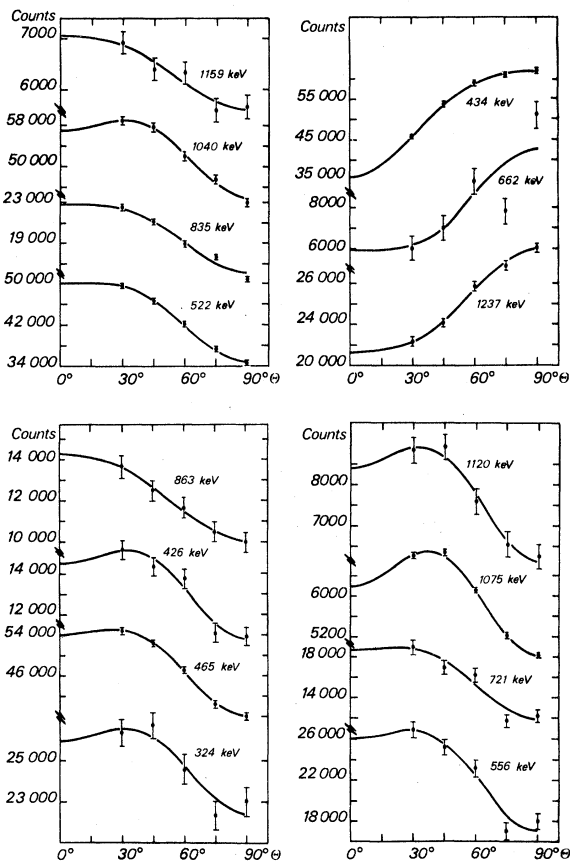 Counts
7000
6000
58 000
50 000
23 000
19 000
50 000
42 000
34 000
1159 keV
1040 keV
835 keV
522 keV
0° 30° 60° 90° Θ
Counts
55 000
45 000
35 000
8000
6000
26 000
24 000
20 000
434 keV
662 keV
1237 keV
0° 30° 60° 90° Θ
Counts
14 000
12 000
10 000
14 000
12 000
54 000
46 000
25 000
23 000
863 keV
426 keV
465 keV
324 keV
0° 30° 60° 90° Θ
Counts
8000
7000
6000
5200
18 000
14 000
26 000
22 000
18 000
1120 keV
1075 keV
721 keV
556 keV
0° 30° 60° 90° Θ